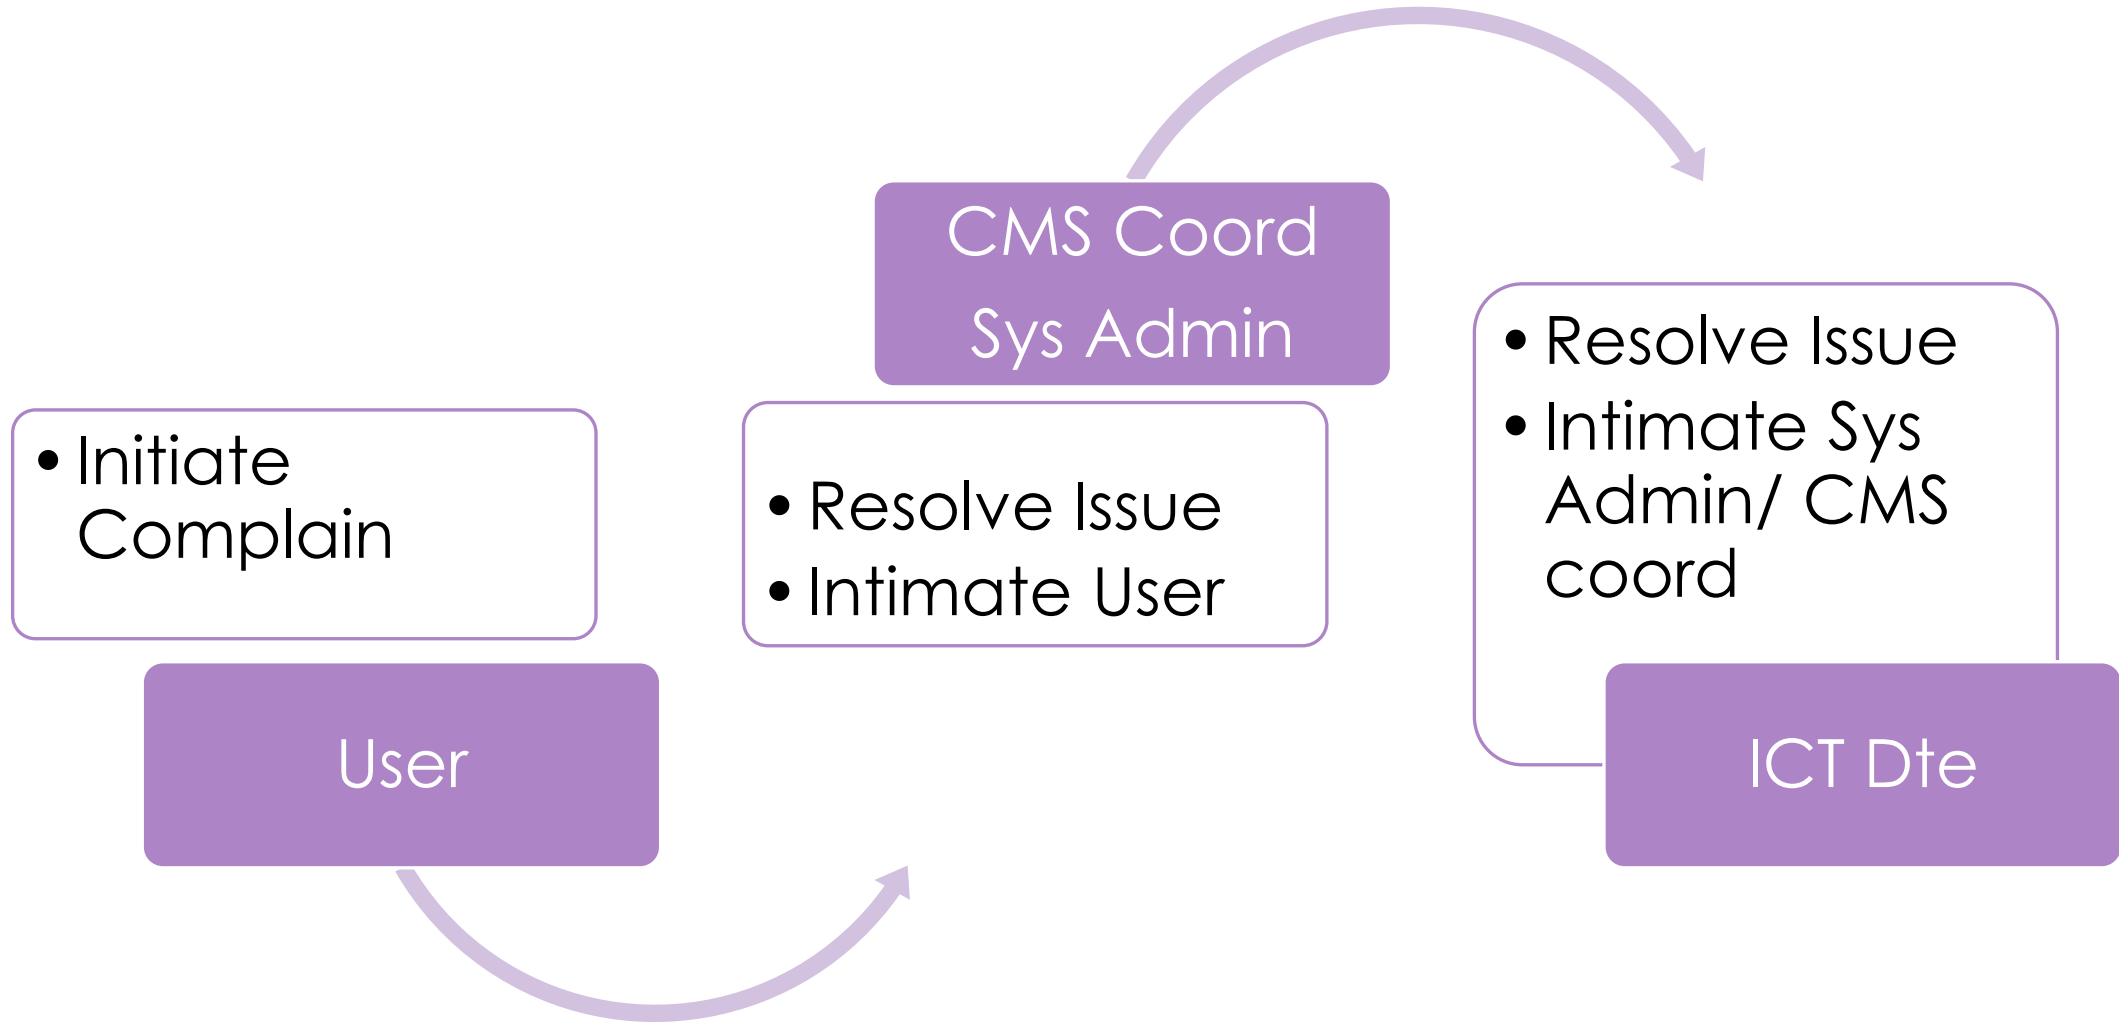 • Initiate
Complain
User
CMS Coord
Sys Admin
• Resolve Issue
• Intimate User
• Resolve Issue
• Intimate Sys
Admin/ CMS
coord
ICT Dte